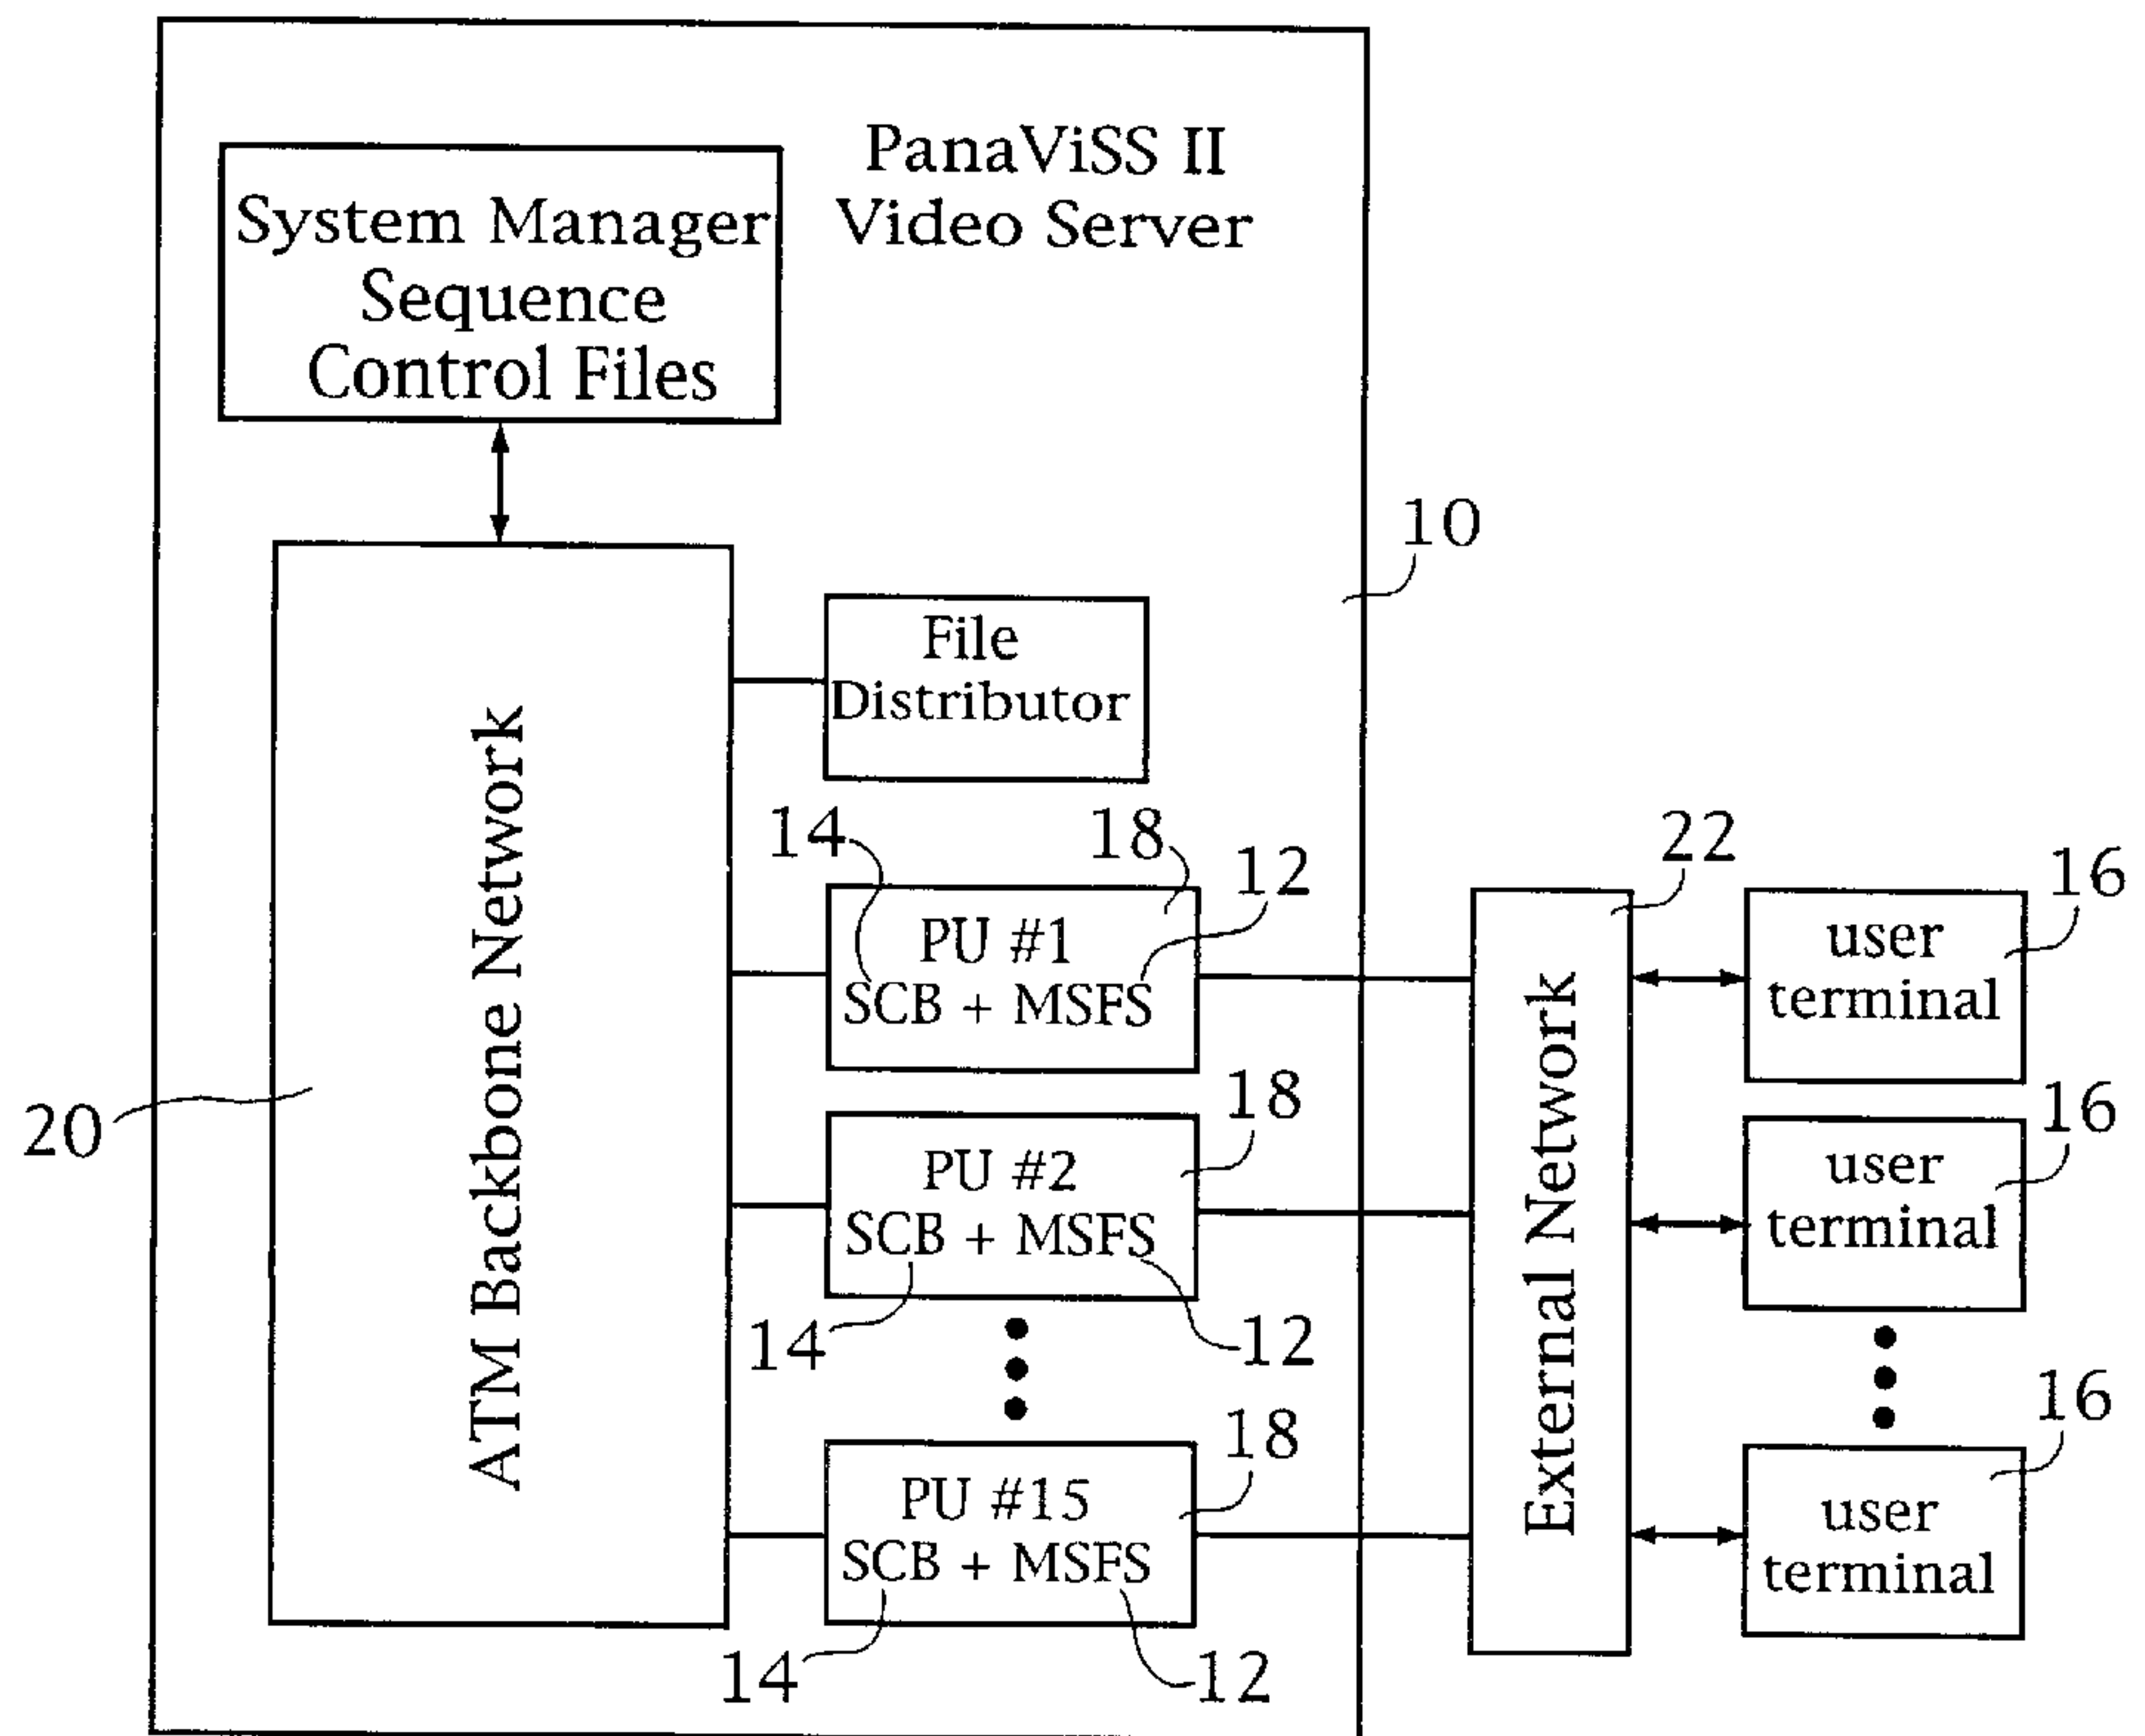 PanaViSS II
Video Server
System Manager
Sequence
Control Files
10
File
Distributor
ATM Backbone Network
20
14
18
12
PU #1
SCB + MSFS
18
PU #2
SCB + MSFS
14
12
18
PU #15
SCB + MSFS
14
12
22
External Network
16
user
terminal
16
user
terminal
16
user
terminal